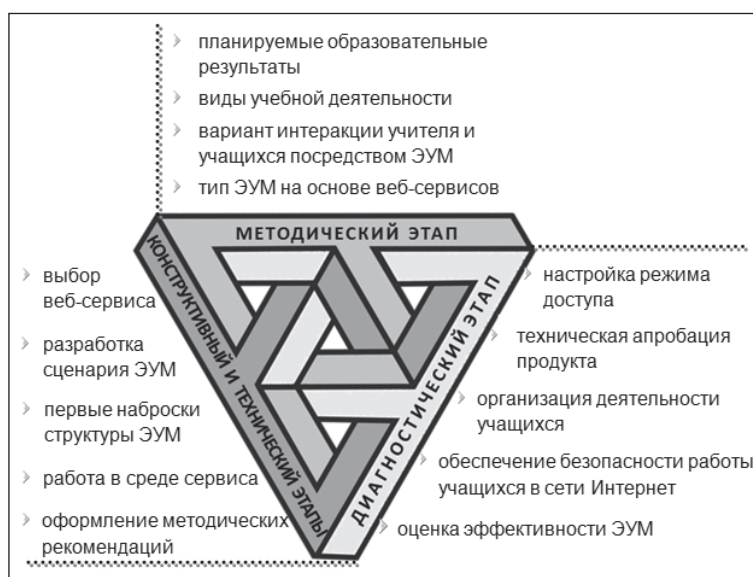 планируемые образовательные
результаты
виды учебной деятельности
вариант интеракции учителя и
учащихся посредством ЭУМ
тип ЭУМ на основе веб-сервисов
МЕТОДИЧЕСКИЙ ЭТАП
КОНСТРУКТИВНЫЙ И ТЕХНИЧЕСКИЙ ЭТАПЫ
выбор
веб-сервиса
разработка
сценария ЭУМ
первые наброски
структуры ЭУМ
работа в среде сервиса
оформление методических
рекомендаций
ДИАГНОСТИЧЕСКИЙ ЭТАП
настройка режима
доступа
техническая апробация
продукта
организация деятельности
учащихся
обеспечение безопасности работы
учащихся в сети Интернет
оценка эффективности ЭУМ